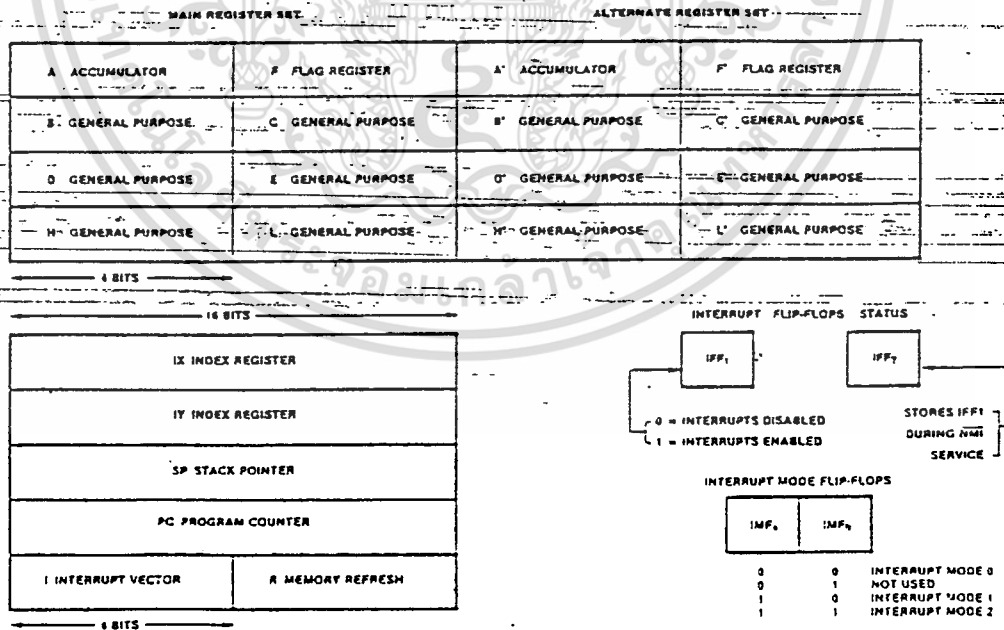 MAIN REGISTER SET
ALTERNATE REGISTER SET
A ACCUMULATOR
F FLAG REGISTER
A' ACCUMULATOR
F' FLAG REGISTER
B GENERAL PURPOSE
C GENERAL PURPOSE
B' GENERAL PURPOSE
C' GENERAL PURPOSE
D GENERAL PURPOSE
E GENERAL PURPOSE
D' GENERAL PURPOSE
E' GENERAL PURPOSE
H GENERAL PURPOSE
L GENERAL PURPOSE
H' GENERAL PURPOSE
L' GENERAL PURPOSE
8 BITS
16 BITS
IX INDEX REGISTER
IY INDEX REGISTER
SP STACK POINTER
PC PROGRAM COUNTER
I INTERRUPT VECTOR
R MEMORY REFRESH
8 BITS
INTERRUPT FLIP-FLOPS STATUS
IFF₁
IFF₂
0 = INTERRUPTS DISABLED
1 = INTERRUPTS ENABLED
STORES IFF1
DURING N̅M̅I̅
SERVICE
INTERRUPT MODE FLIP-FLOPS
IMFₐ
IMFᵦ
0 0 INTERRUPT MODE 0
0 1 NOT USED
1 0 INTERRUPT MODE 1
1 1 INTERRUPT MODE 2